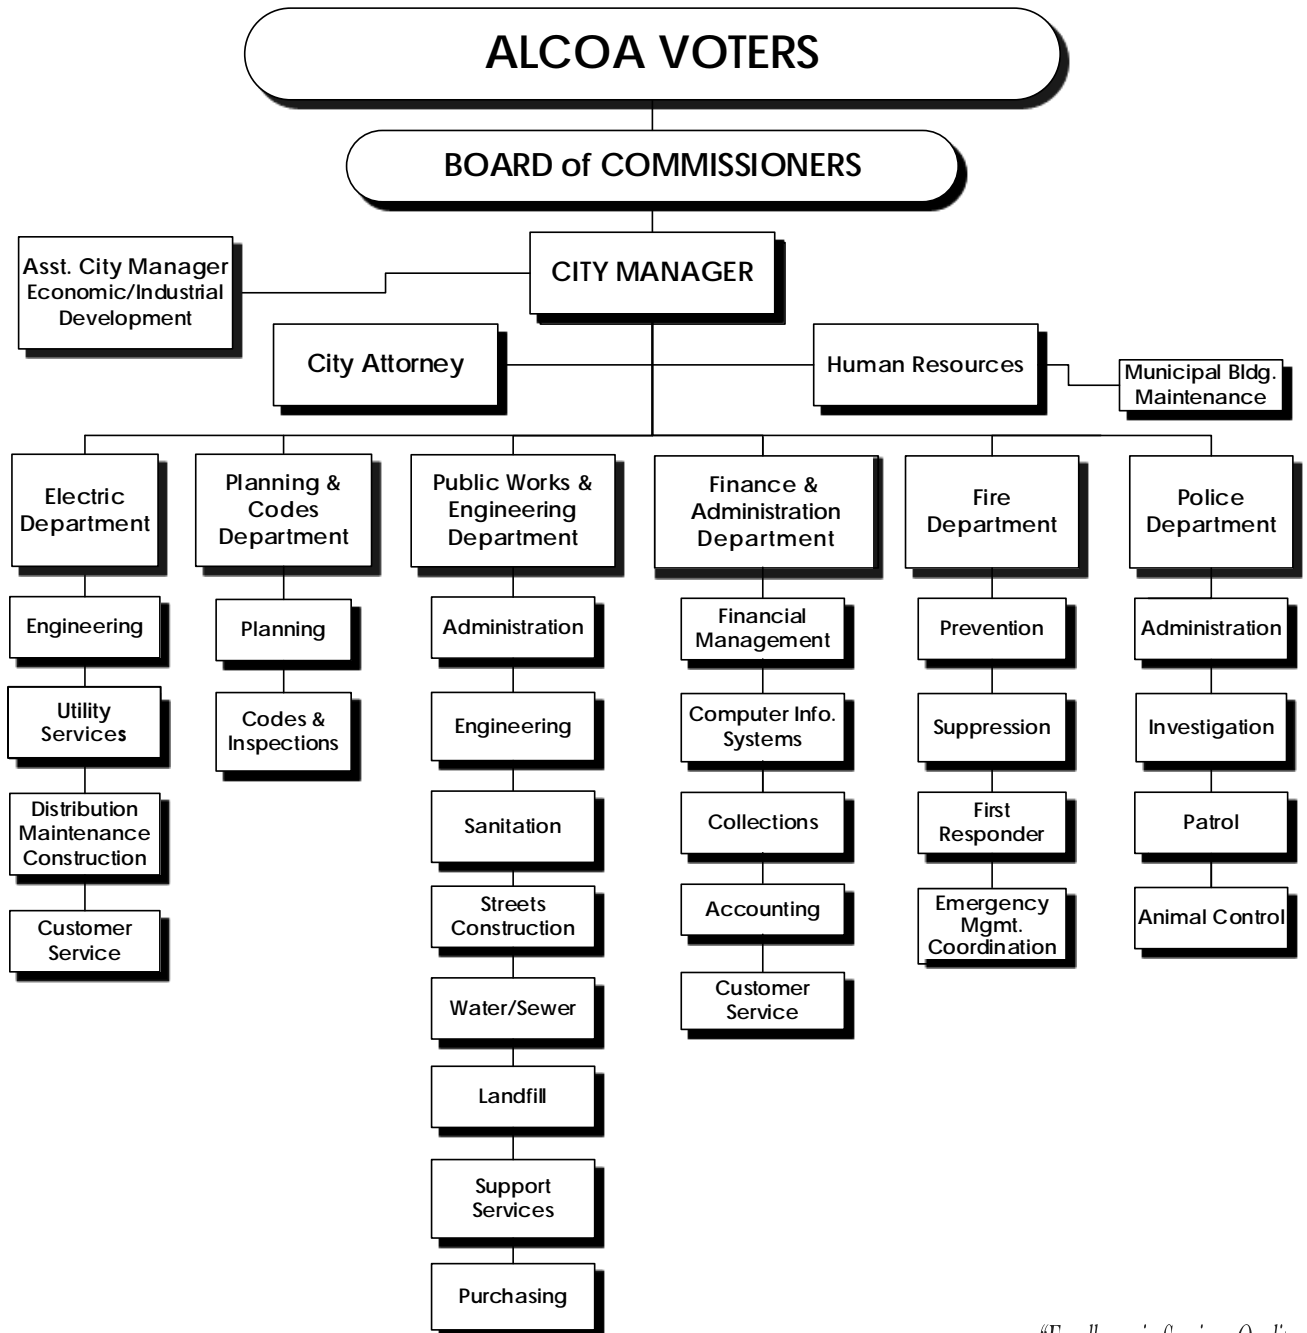 ALCOA VOTERS
BOARD of COMMISSIONERS
Asst. City Manager
Economic/Industrial
Development
CITY MANAGER
City Attorney
Human Resources
Municipal Bldg.
Maintenance
Electric
Department
Planning &
Codes
Department
Public Works &
Engineering
Department
Finance &
Administration
Department
Fire
Department
Police
Department
Engineering
Utility
Services
Distribution
Maintenance
Construction
Customer
Service
Planning
Codes &
Inspections
Administration
Engineering
Sanitation
Streets
Construction
Water/Sewer
Landfill
Support
Services
Purchasing
Financial
Management
Computer Info.
Systems
Collections
Accounting
Customer
Service
Prevention
Suppression
First
Responder
Emergency
Mgmt.
Coordination
Administration
Investigation
Patrol
Animal Control